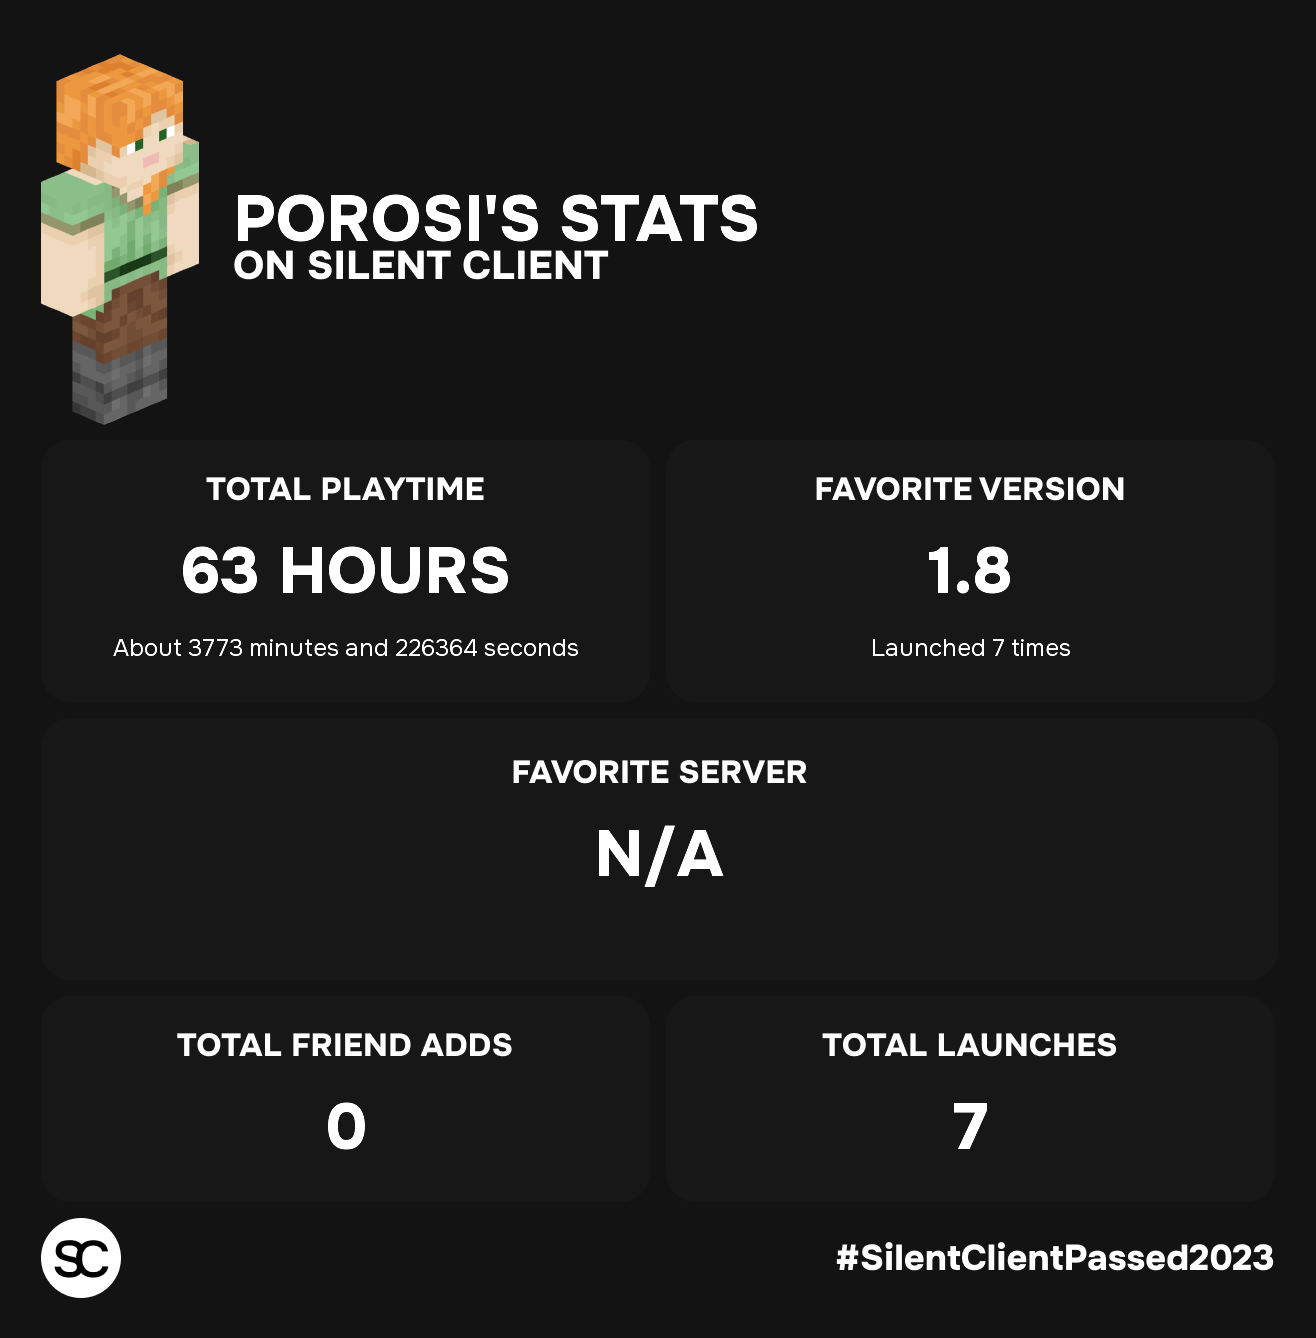 POROSI'S STATS
ON SILENT CLIENT
TOTAL PLAYTIME
63 HOURS
About 3773 minutes and 226364 seconds
FAVORITE VERSION
1.8
Launched 7 times
FAVORITE SERVER
N/A
TOTAL FRIEND ADDS
0
TOTAL LAUNCHES
7
SC
#SilentClientPassed2023